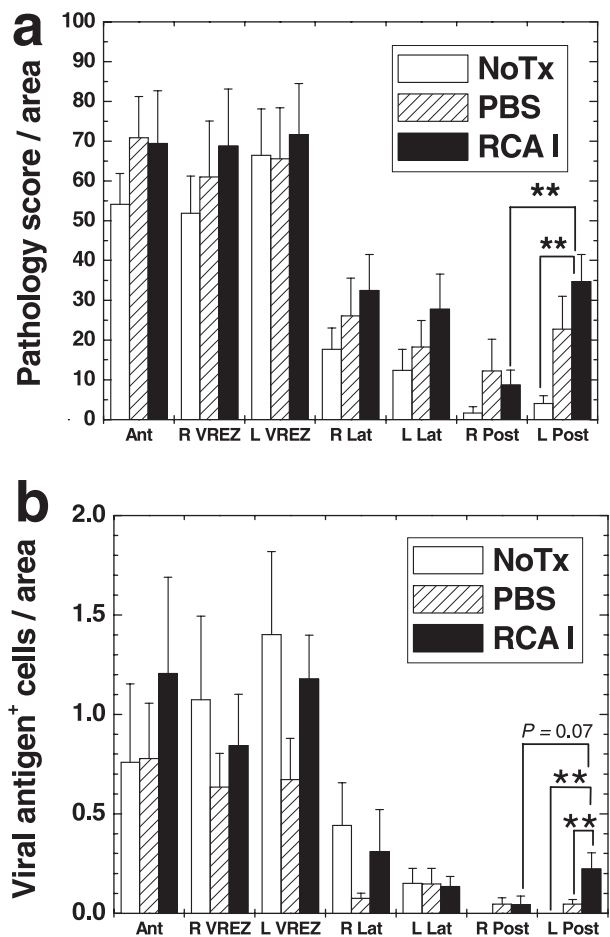 a
Pathology score / area
100
90
80
70
60
50
40
30
20
10
0
NoTx
PBS
RCA I
**
**
Ant R VREZ L VREZ R Lat L Lat R Post L Post
b
Viral antigen+ cells / area
2.0
1.5
1.0
0.5
0.0
NoTx
PBS
RCA I
P = 0.07
**
**
Ant R VREZ L VREZ R Lat L Lat R Post L Post